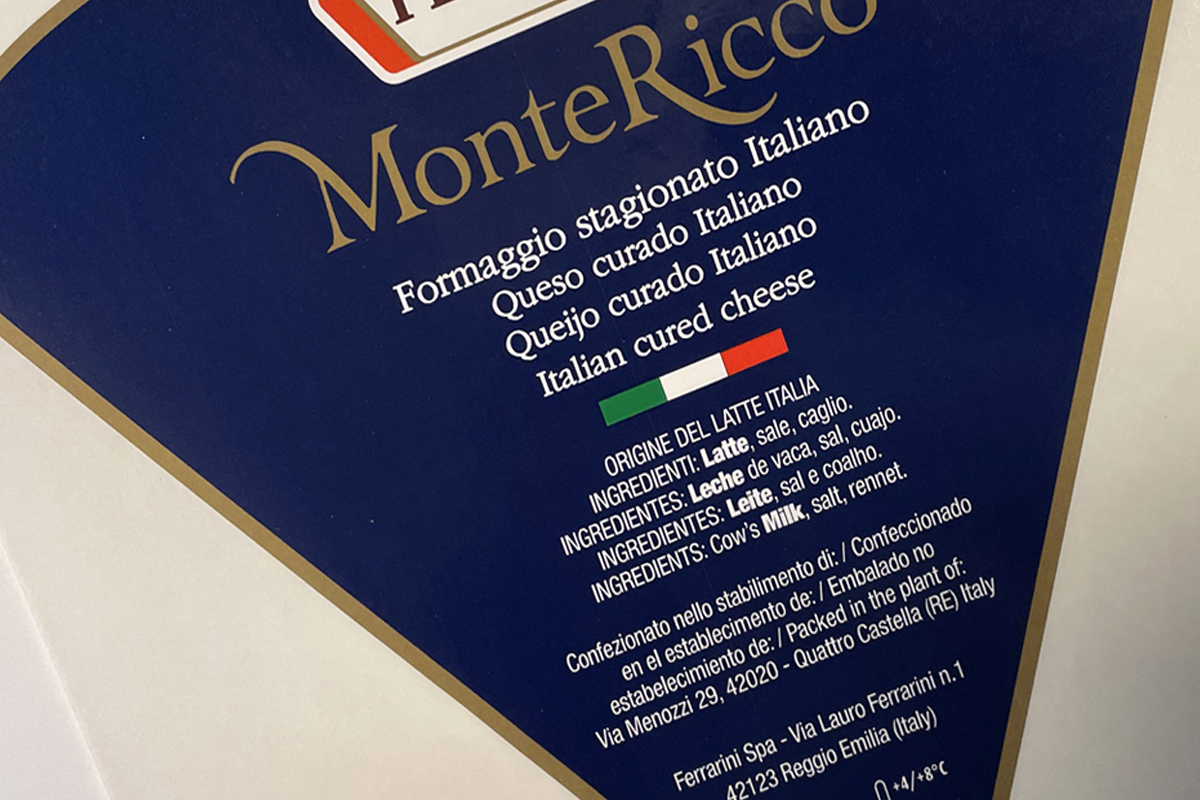 MonteRicco
Formaggio stagionato Italiano
Queso curado Italiano
Queijo curado Italiano
Italian cured cheese
ORIGINE DEL LATTE ITALIA
INGREDIENTI: Latte, sale, caglio.
INGREDIENTES: Leche de vaca, sal, cuajo.
INGREDIENTES: Leite, sal e coalho.
INGREDIENTS: Cow's Milk, salt, rennet.
Confezionato nello stabilimento di: / Confeccionado
en el establecimento de: / Embalado no
estabelecimiento de: / Packed in the plant of:
Via Menozzi 29, 42020 - Quattro Castella (RE) Italy
Ferrarini Spa - Via Lauro Ferrarini n.1
42123 Reggio Emilia (Italy)
+4/+8°C